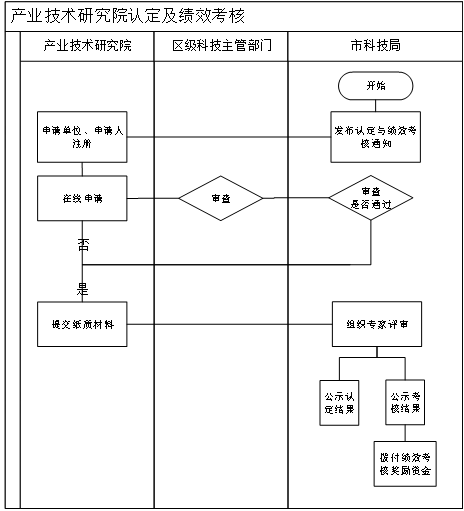 产业技术研究院认定及绩效考核
产业技术研究院
区级科技主管部门
市科技局
开始
申请单位、申请人
注册
发布认定与绩效考
核通知
在线申请
审查
审查
是否通过
否
是
提交纸质材料
组织专家评审
公示认
定结果
公示考
核结果
拨付绩效考
核奖励资金